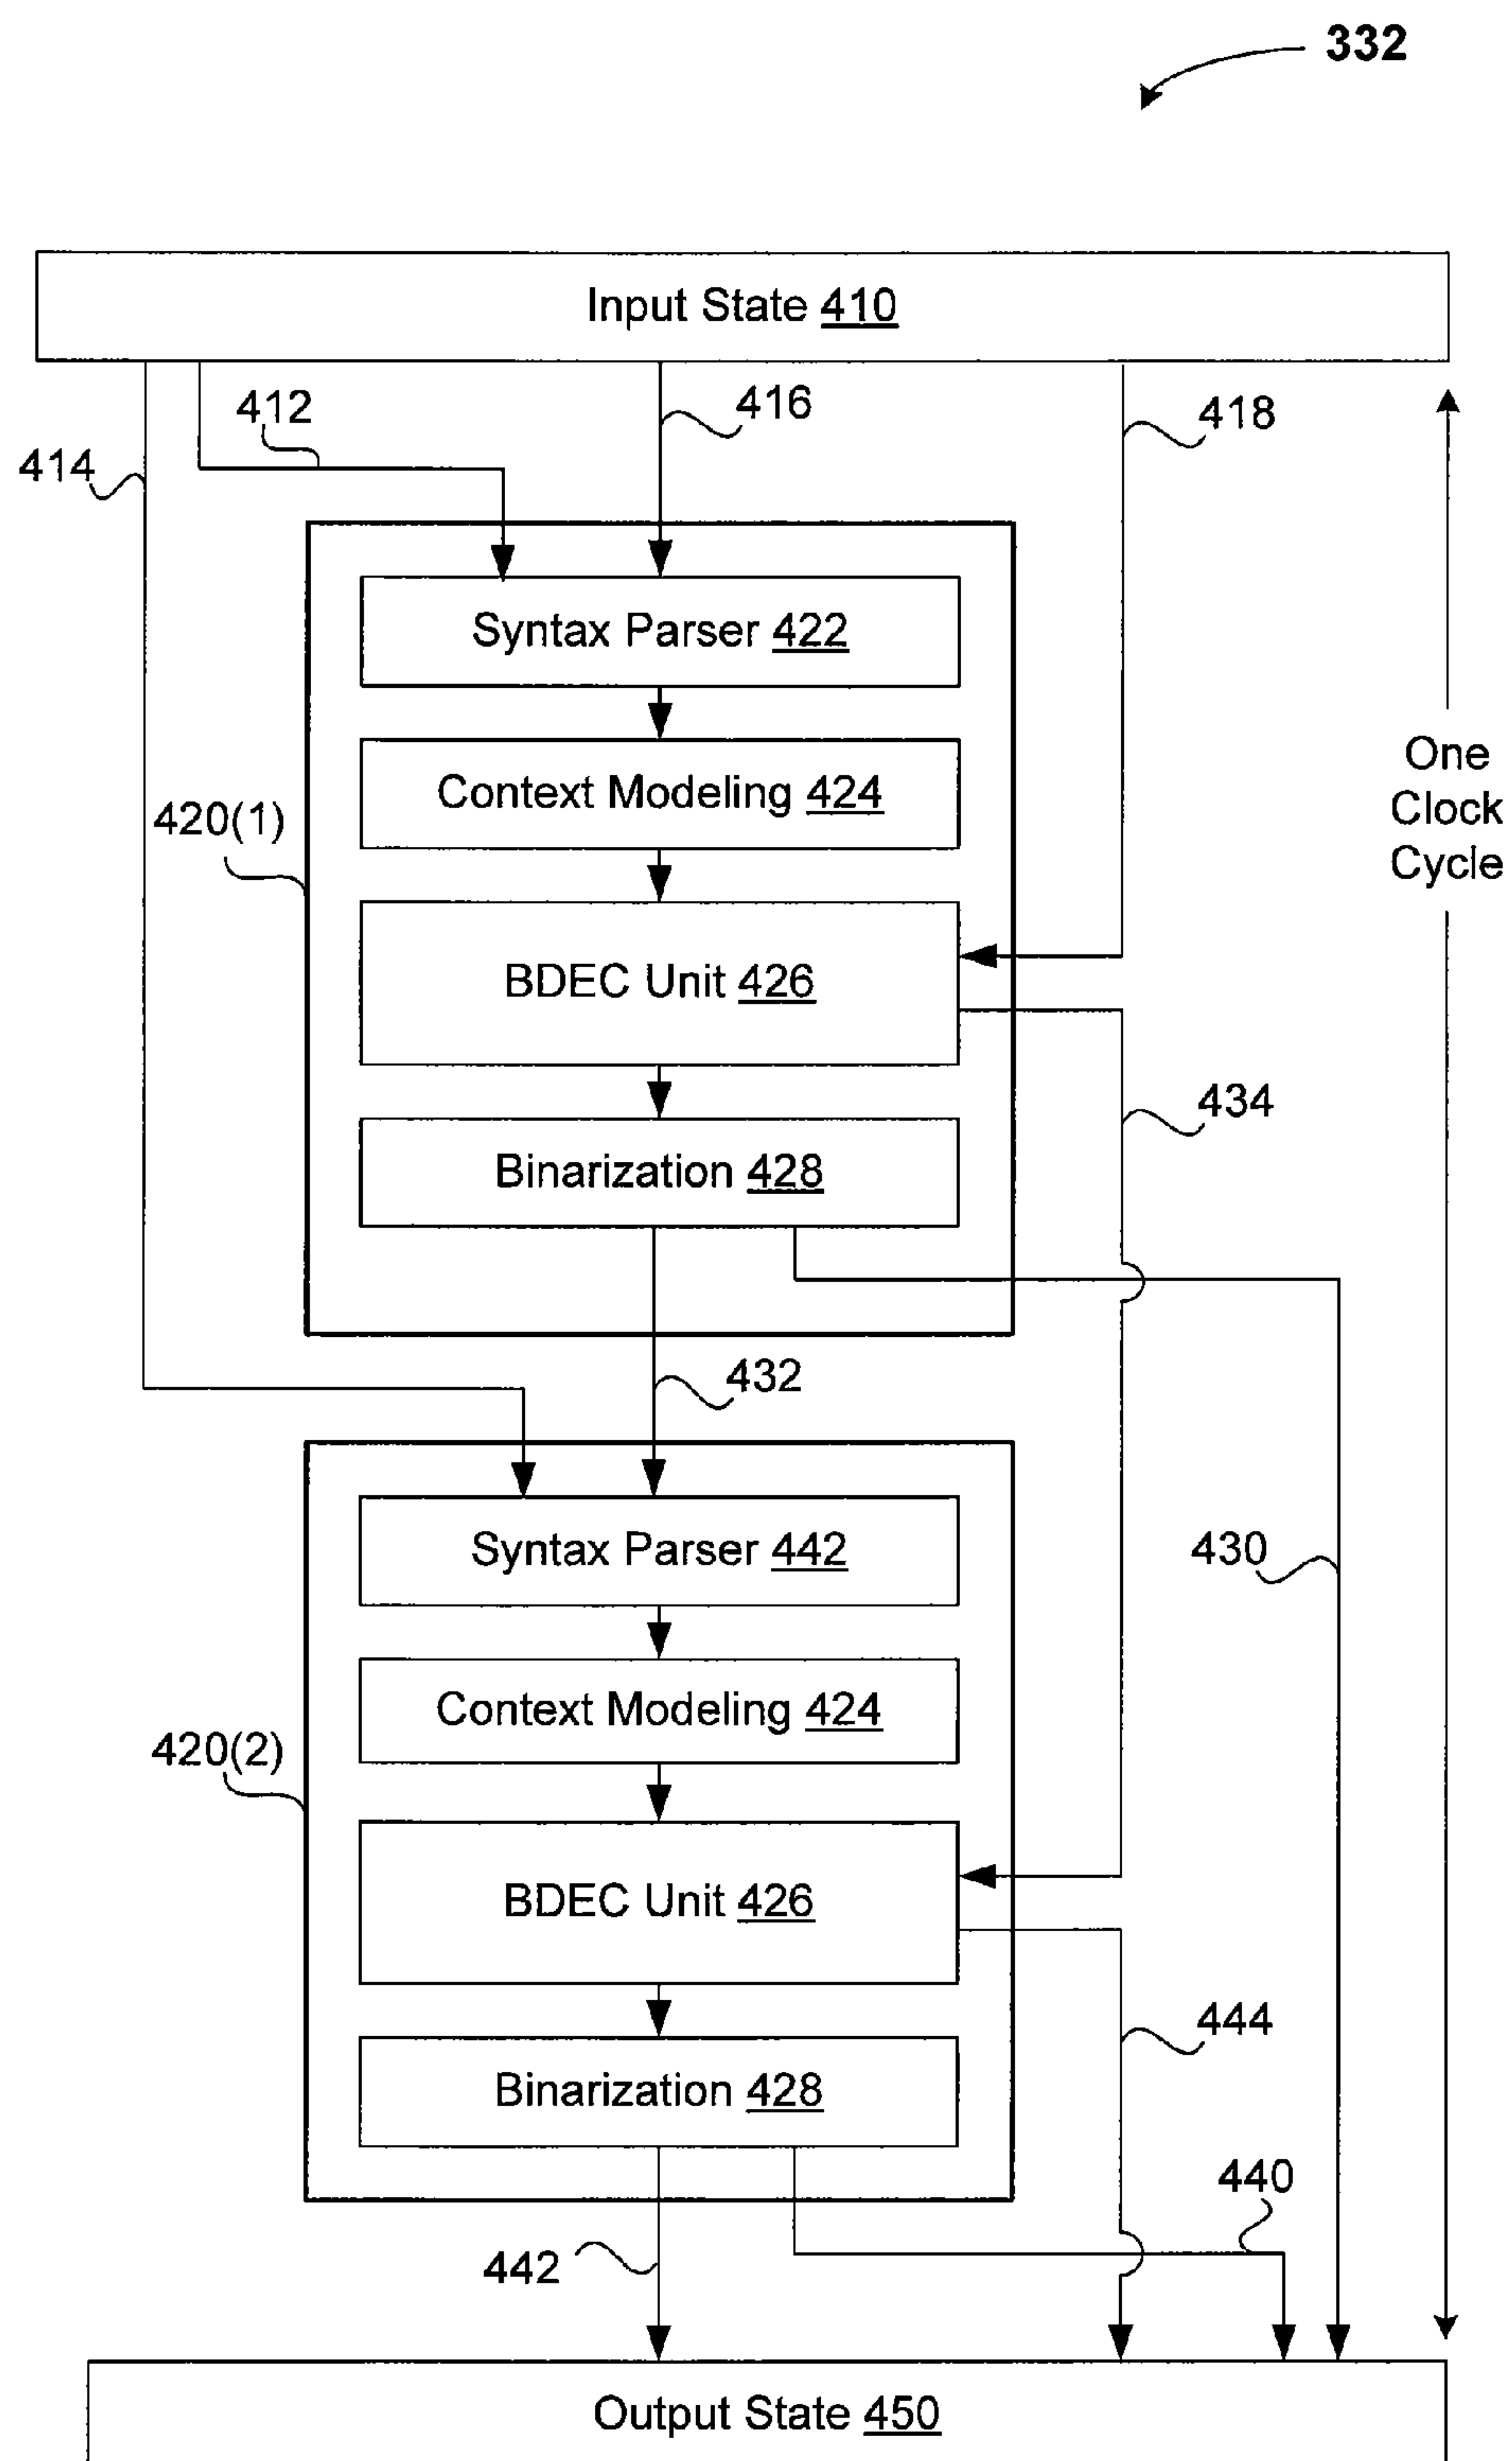 332
Input State 410
412
416
418
414
Syntax Parser 422
One
Clock
Cycle
Context Modeling 424
420(1)
BDEC Unit 426
434
Binarization 428
432
Syntax Parser 442
430
Context Modeling 424
420(2)
BDEC Unit 426
444
Binarization 428
440
442
Output State 450